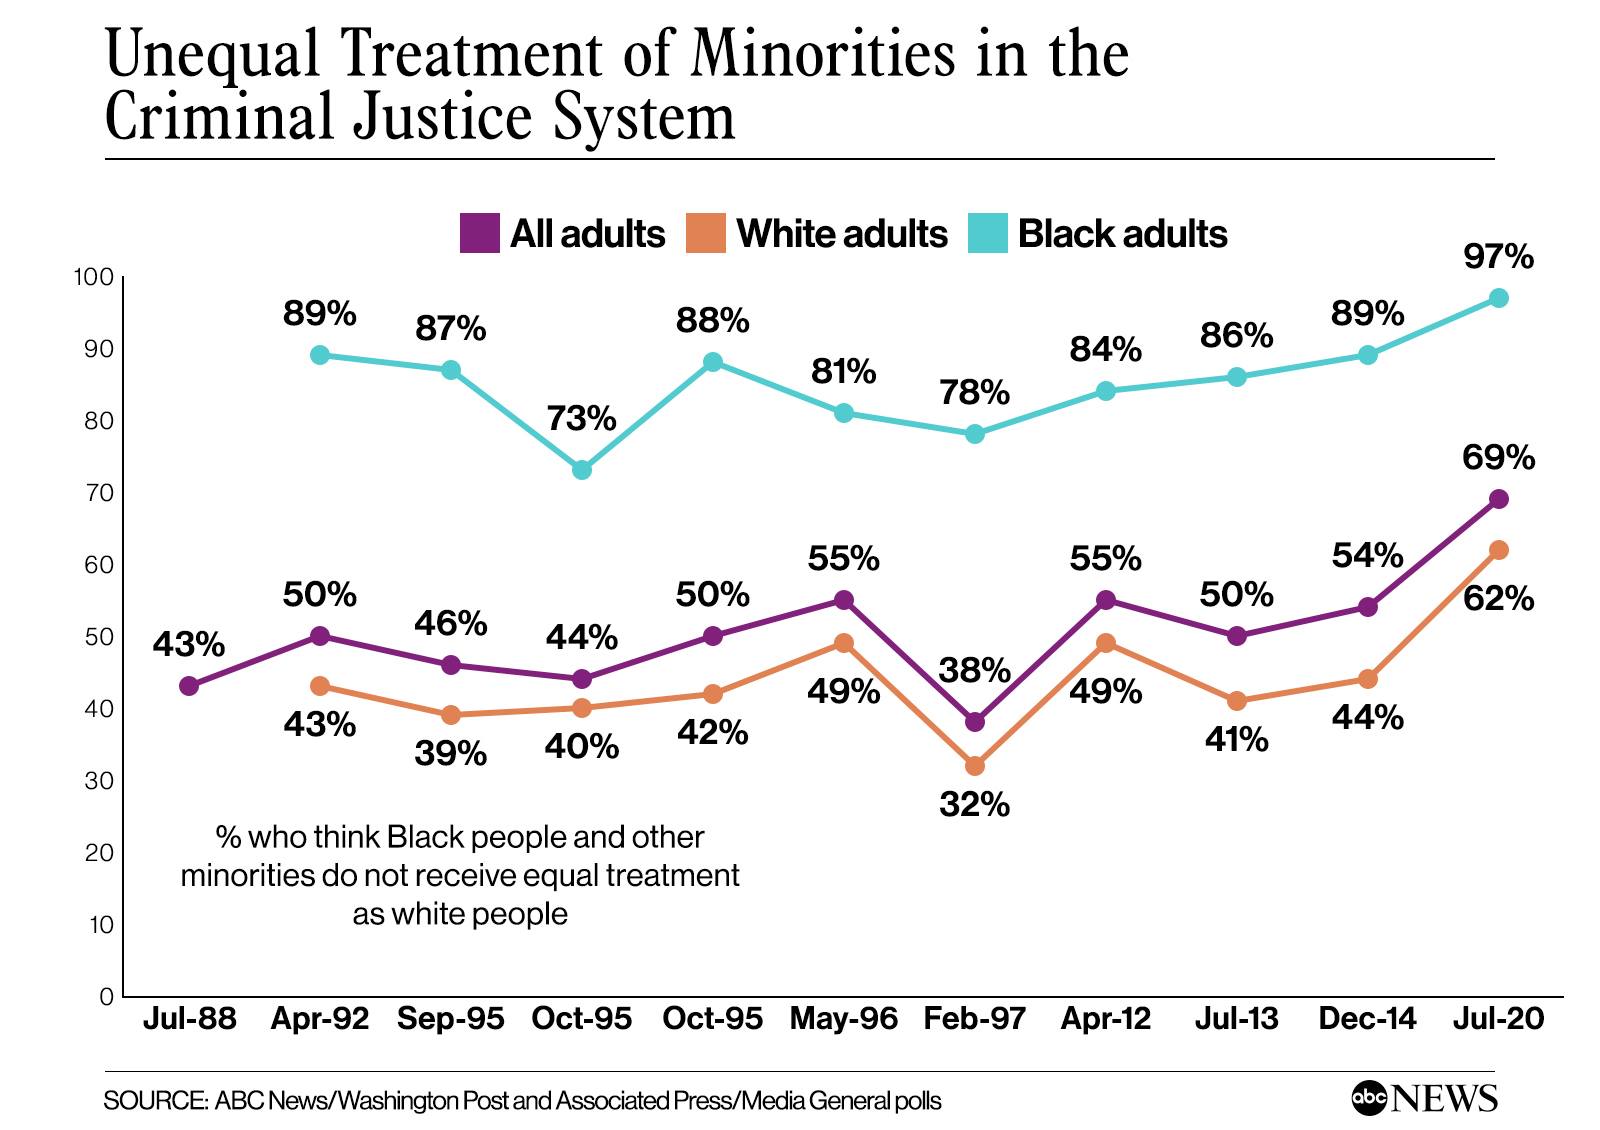 Unequal Treatment of Minorities in the
Criminal Justice System
All adults White adults Black adults
100
90
80
70
60
50
40
30
20
10
0
89% 87% 73% 88% 81% 78% 84% 86% 89% 97%
43% 50% 46% 44% 50% 55% 38% 55% 50% 54% 69%
43% 39% 40% 42% 49% 32% 49% 41% 44% 62%
% who think Black people and other
minorities do not receive equal treatment
as white people
Jul-88 Apr-92 Sep-95 Oct-95 Oct-95 May-96 Feb-97 Apr-12 Jul-13 Dec-14 Jul-20
SOURCE: ABC News/Washington Post and Associated Press/Media General polls
abc NEWS